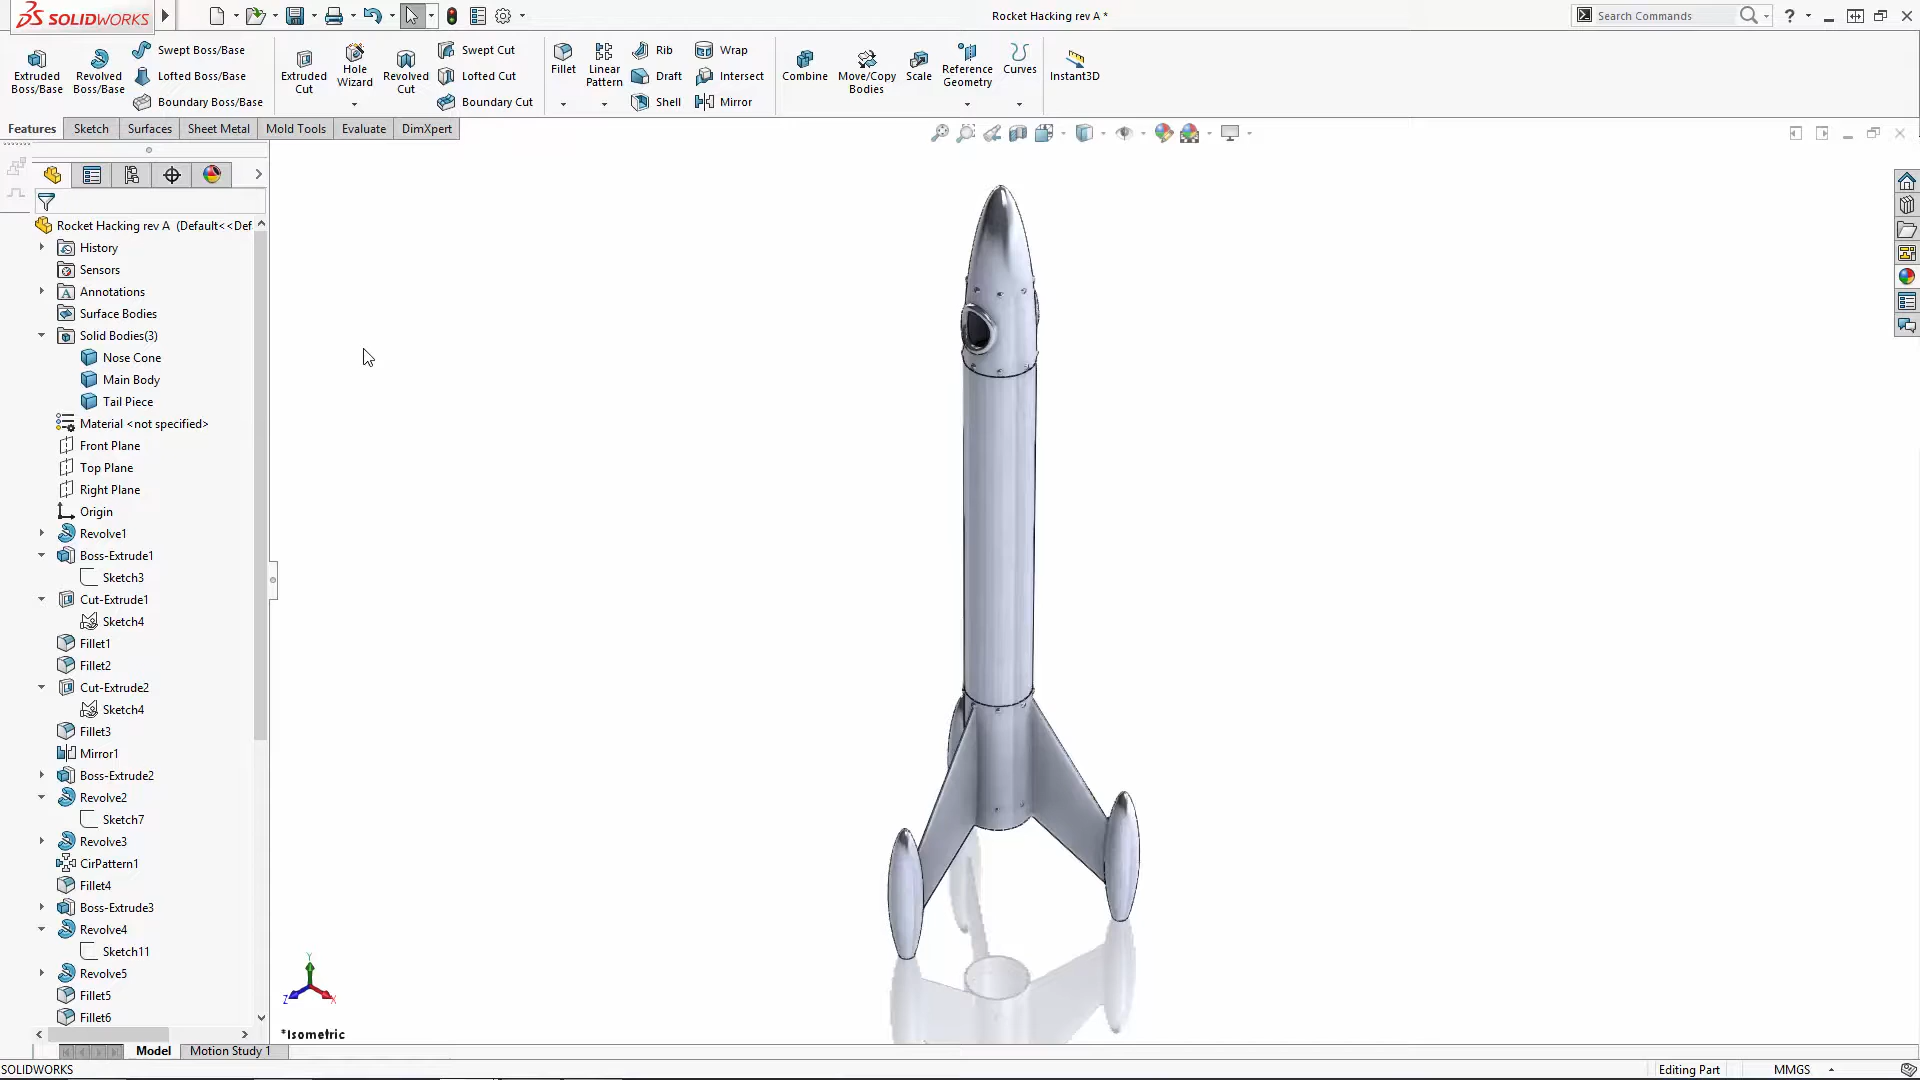 SOLIDWORKS
Rocket Hacking rev A *
Search Commands
?
Extruded
Boss/Base
Revolved
Boss/Base
Swept Boss/Base
Lofted Boss/Base
Boundary Boss/Base
Extruded
Cut
Hole
Wizard
Revolved
Cut
Swept Cut
Lofted Cut
Boundary Cut
Fillet
Linear
Pattern
Rib
Draft
Shell
Wrap
Intersect
Mirror
Combine
Move/Copy
Bodies
Scale
Reference
Geometry
Curves
Instant3D
Features
Sketch
Surfaces
Sheet Metal
Mold Tools
Evaluate
DimXpert
Rocket Hacking rev A (Default<<Def
History
Sensors
Annotations
Surface Bodies
Solid Bodies(3)
Nose Cone
Main Body
Tail Piece
Material <not specified>
Front Plane
Top Plane
Right Plane
Origin
Revolve1
Boss-Extrude1
Sketch3
Cut-Extrude1
Sketch4
Fillet1
Fillet2
Cut-Extrude2
Sketch4
Fillet3
Mirror1
Boss-Extrude2
Revolve2
Sketch7
Revolve3
CirPattern1
Fillet4
Boss-Extrude3
Revolve4
Sketch11
Revolve5
Fillet5
Fillet6
Y
Z
X
*Isometric
Model
Motion Study 1
SOLIDWORKS
Editing Part
MMGS